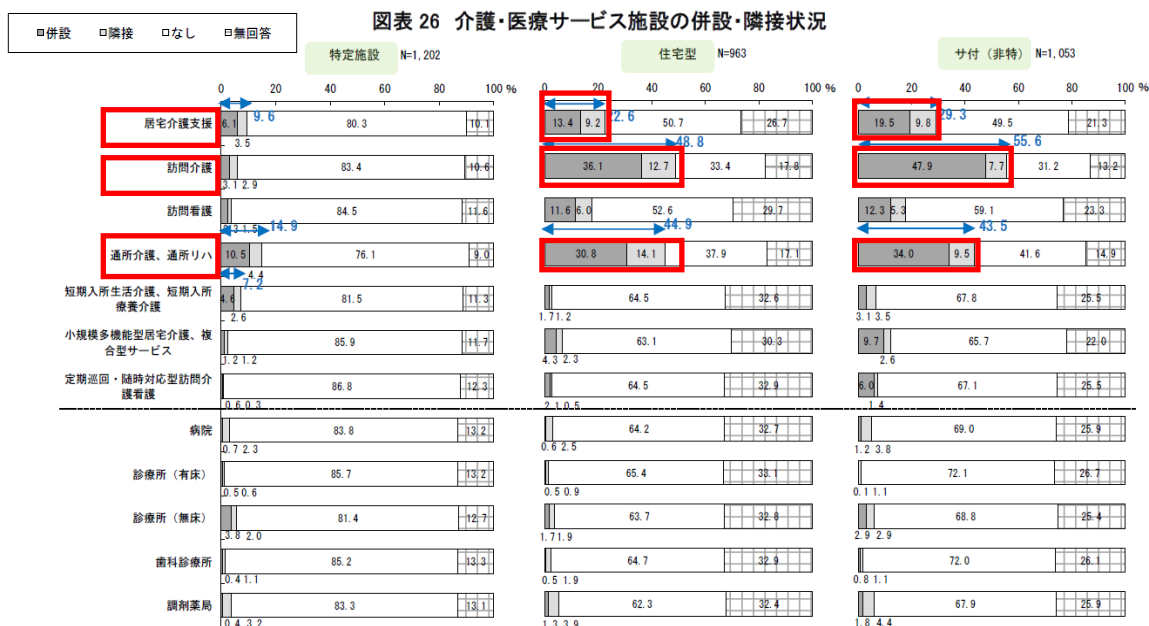 図表 26 介護・医療サービス施設の併設・隣接状況
■併設 □隣接 □なし □無回答
特定施設 N=1,202 住宅型 N=963 サ付（非特） N=1,053
0 20 40 60 80 100 % 0 20 40 60 80 100 % 0 20 40 60 80 100 %
9.6 22.6 29.3
居宅介護支援 6.1 80.3 10.1 13.4 9.2 50.7 26.7 19.5 9.8 49.5 21.3
3.5
48.8 55.6
訪問介護 83.4 10.6 36.1 12.7 33.4 17.8 47.9 7.7 31.2 13.2
3.1 2.9
訪問看護 84.5 11.6 11.6 6.0 52.6 29.7 12.3 5.3 59.1 23.3
1.5
14.9 44.9 43.5
通所介護、通所リハ 10.5 76.1 9.0 30.8 14.1 37.9 17.1 34.0 9.5 41.6 14.9
4.4
7.2
短期入所生活介護、短期入所
療養介護
4.6 81.5 11.3 64.5 32.6 67.8 25.5
2.6 1.7 1.2 3.1 3.5
小規模多機能型居宅介護、複
合型サービス
85.9 11.7 63.1 30.3 9.7 65.7 22.0
1.2 1.2 4.3 2.3 2.6
定期巡回・随時対応型訪問介
護看護
86.8 12.3 64.5 32.9 6.0 67.1 25.5
0.6 0.3 2.1 0.5 1.4
病院 83.8 13.2 64.2 32.7 69.0 25.9
0.7 2.3 0.6 2.5 1.2 3.8
診療所（有床） 85.7 13.2 65.4 33.1 72.1 26.7
0.5 0.6 0.5 0.9 0.1 1.1
診療所（無床） 81.4 12.7 63.7 32.8 68.8 25.4
3.8 2.0 1.7 1.9 2.9 2.9
歯科診療所 85.2 13.3 64.7 32.9 72.0 26.1
0.4 1.1 0.5 1.9 0.8 1.1
調剤薬局 83.3 13.1 62.3 32.4 67.9 25.9
0.4 3.2 1.3 3.9 1.8 4.4